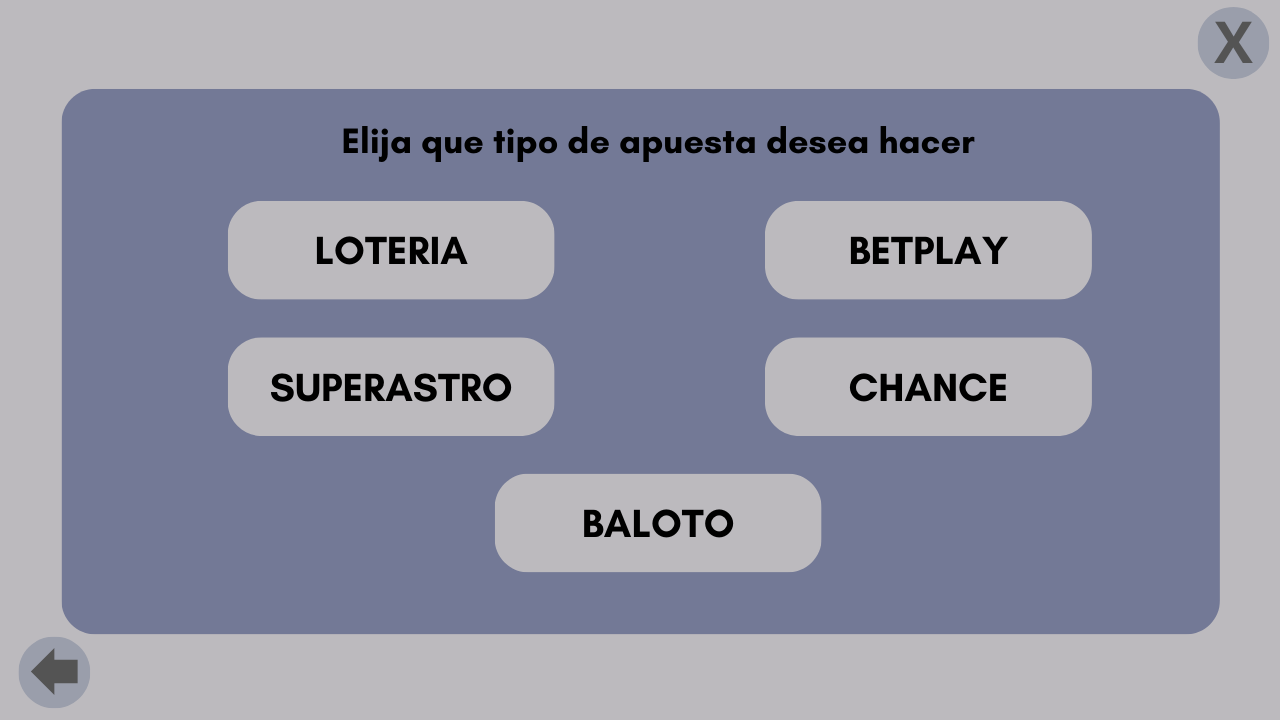 X
Elija que tipo de apuesta desea hacer
LOTERIA
BETPLAY
SUPERASTRO
CHANCE
BALOTO